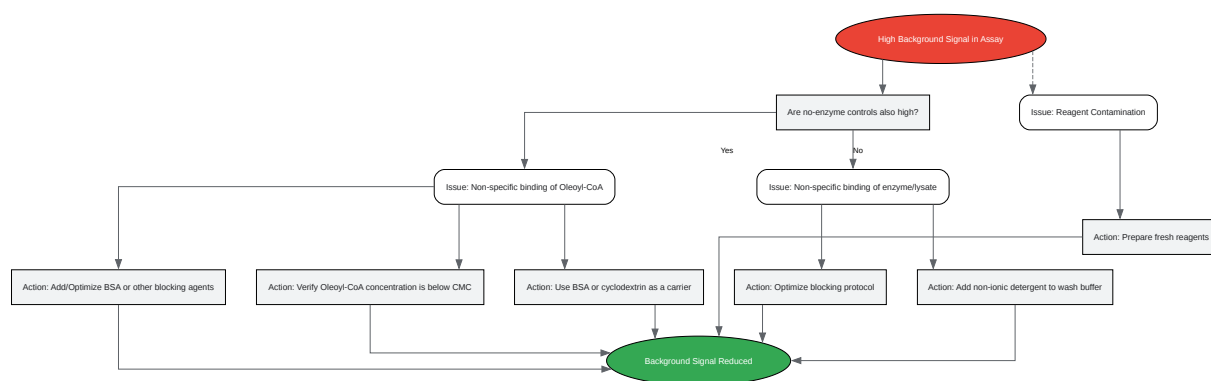 High Background Signal in Assay
Are no-enzyme controls also high?
Issue: Reagent Contamination
Yes
No
Issue: Non-specific binding of Oleoyl-CoA
Issue: Non-specific binding of enzyme/lysate
Action: Prepare fresh reagents
Action: Add/Optimize BSA or other blocking agents
Action: Verify Oleoyl-CoA concentration is below CMC
Action: Use BSA or cyclodextrin as a carrier
Action: Optimize blocking protocol
Action: Add non-ionic detergent to wash buffer
Background Signal Reduced